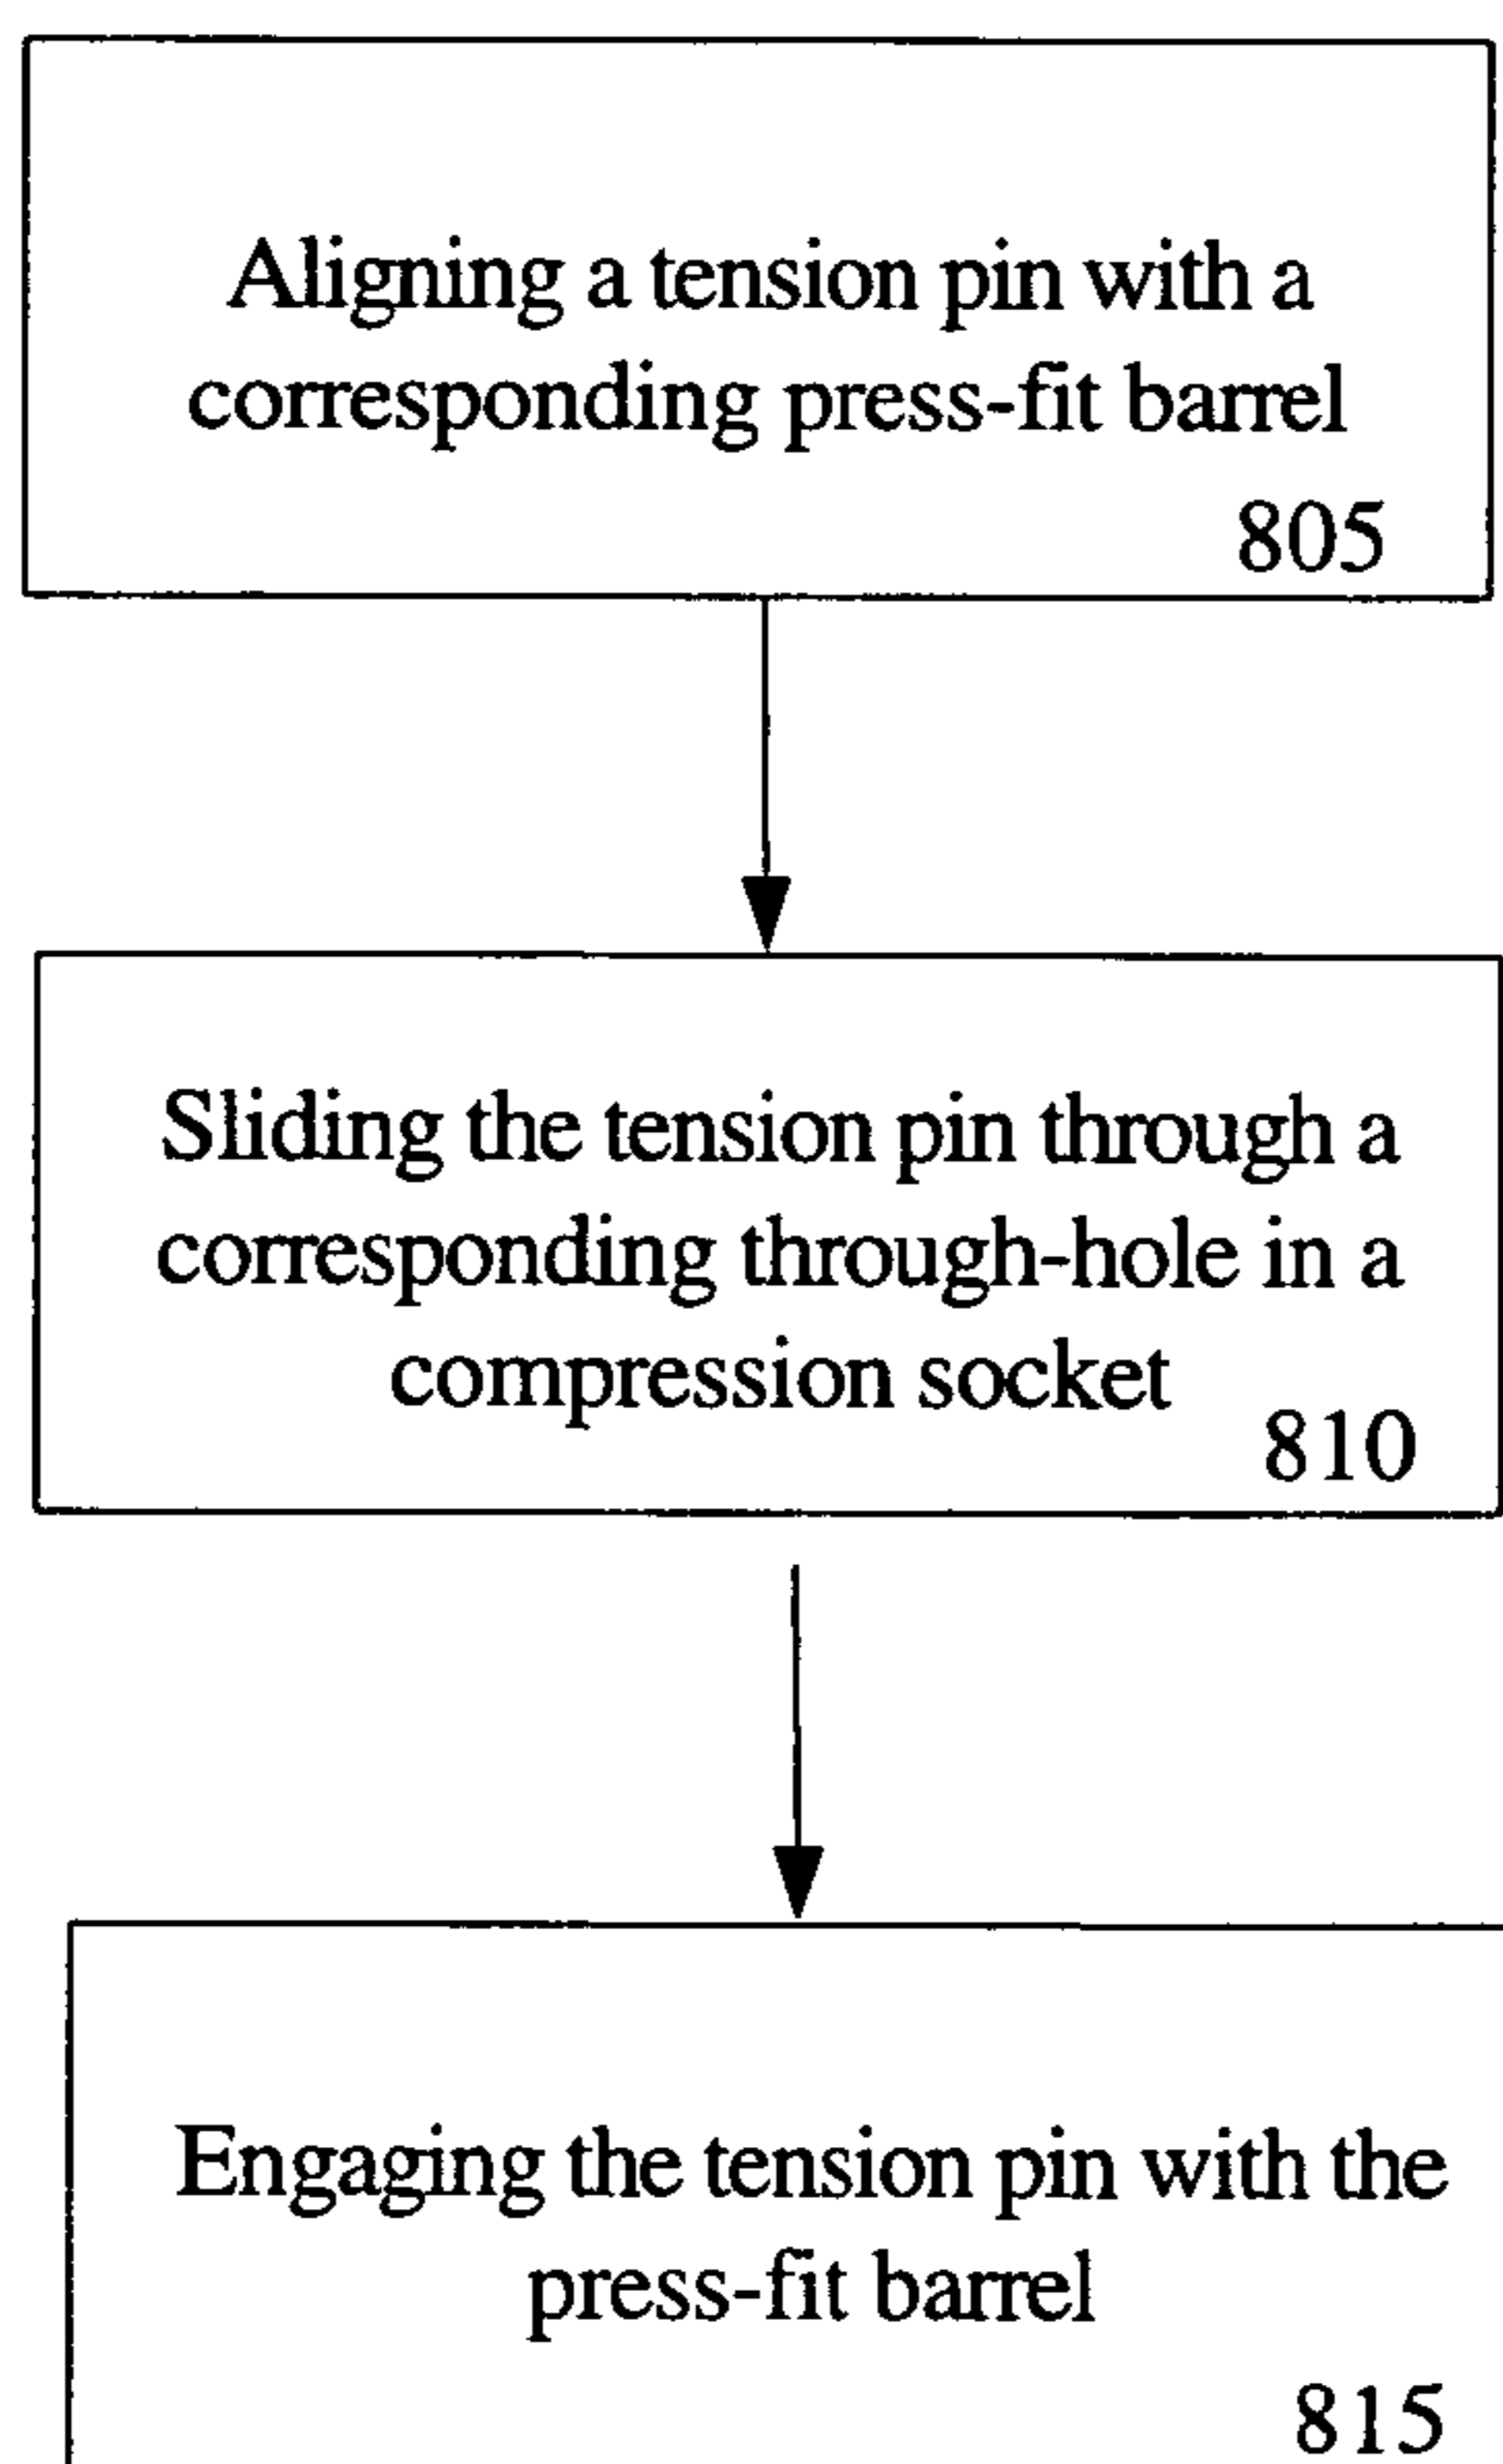 Aligning a tension pin with a
corresponding press-fit barrel
805
Sliding the tension pin through a
corresponding through-hole in a
compression socket
810
Engaging the tension pin with the
press-fit barrel
815